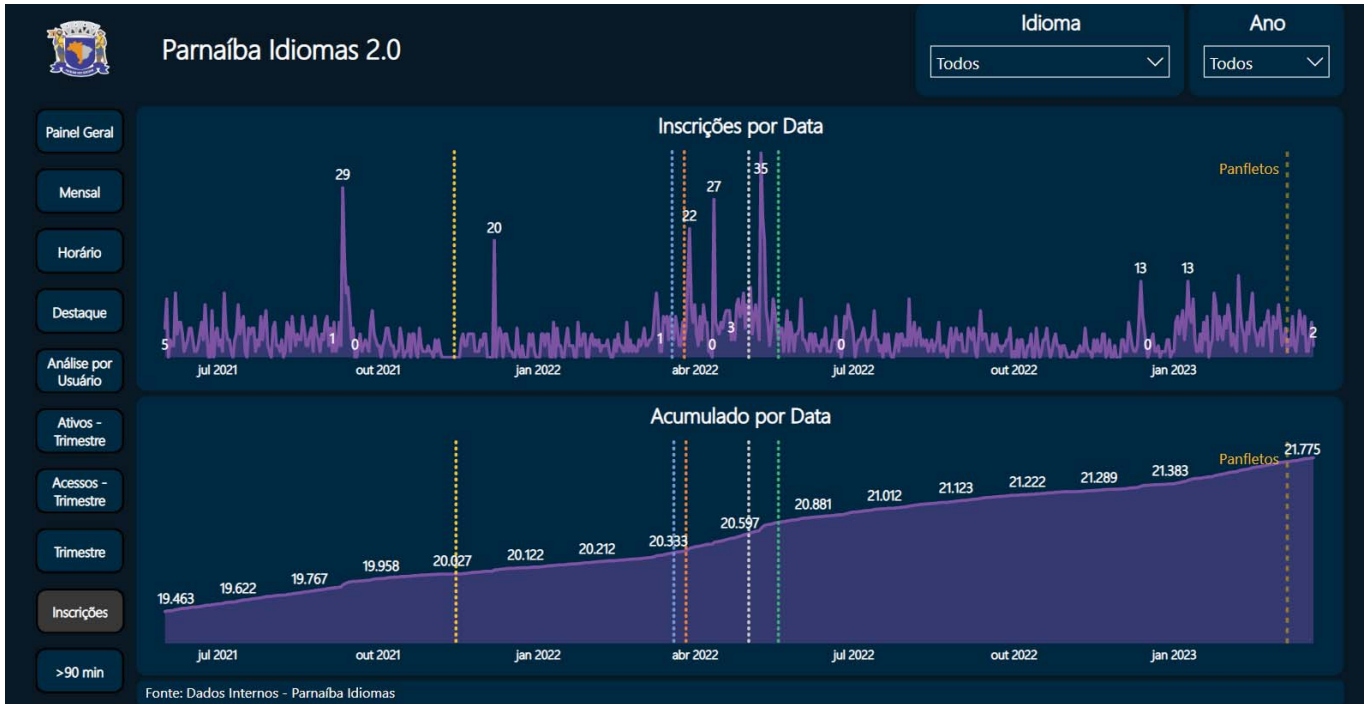 Parnaíba Idiomas 2.0
Idioma
Todos
Ano
Todos
Painel Geral
Mensal
Horário
Destaque
Análise por
Usuário
Ativos -
Trimestre
Acessos -
Trimestre
Trimestre
Inscrições
>90 min
Inscrições por Data
Panfletos
5
29
1
0
20
1
22
0
27
3
35
0
13
0
13
2
jul 2021
out 2021
jan 2022
abr 2022
jul 2022
out 2022
jan 2023
Acumulado por Data
Panfletos
19.463
19.622
19.767
19.958
20.027
20.122
20.212
20.333
20.597
20.881
21.012
21.123
21.222
21.289
21.383
21.775
jul 2021
out 2021
jan 2022
abr 2022
jul 2022
out 2022
jan 2023
Fonte: Dados Internos - Parnaíba Idiomas